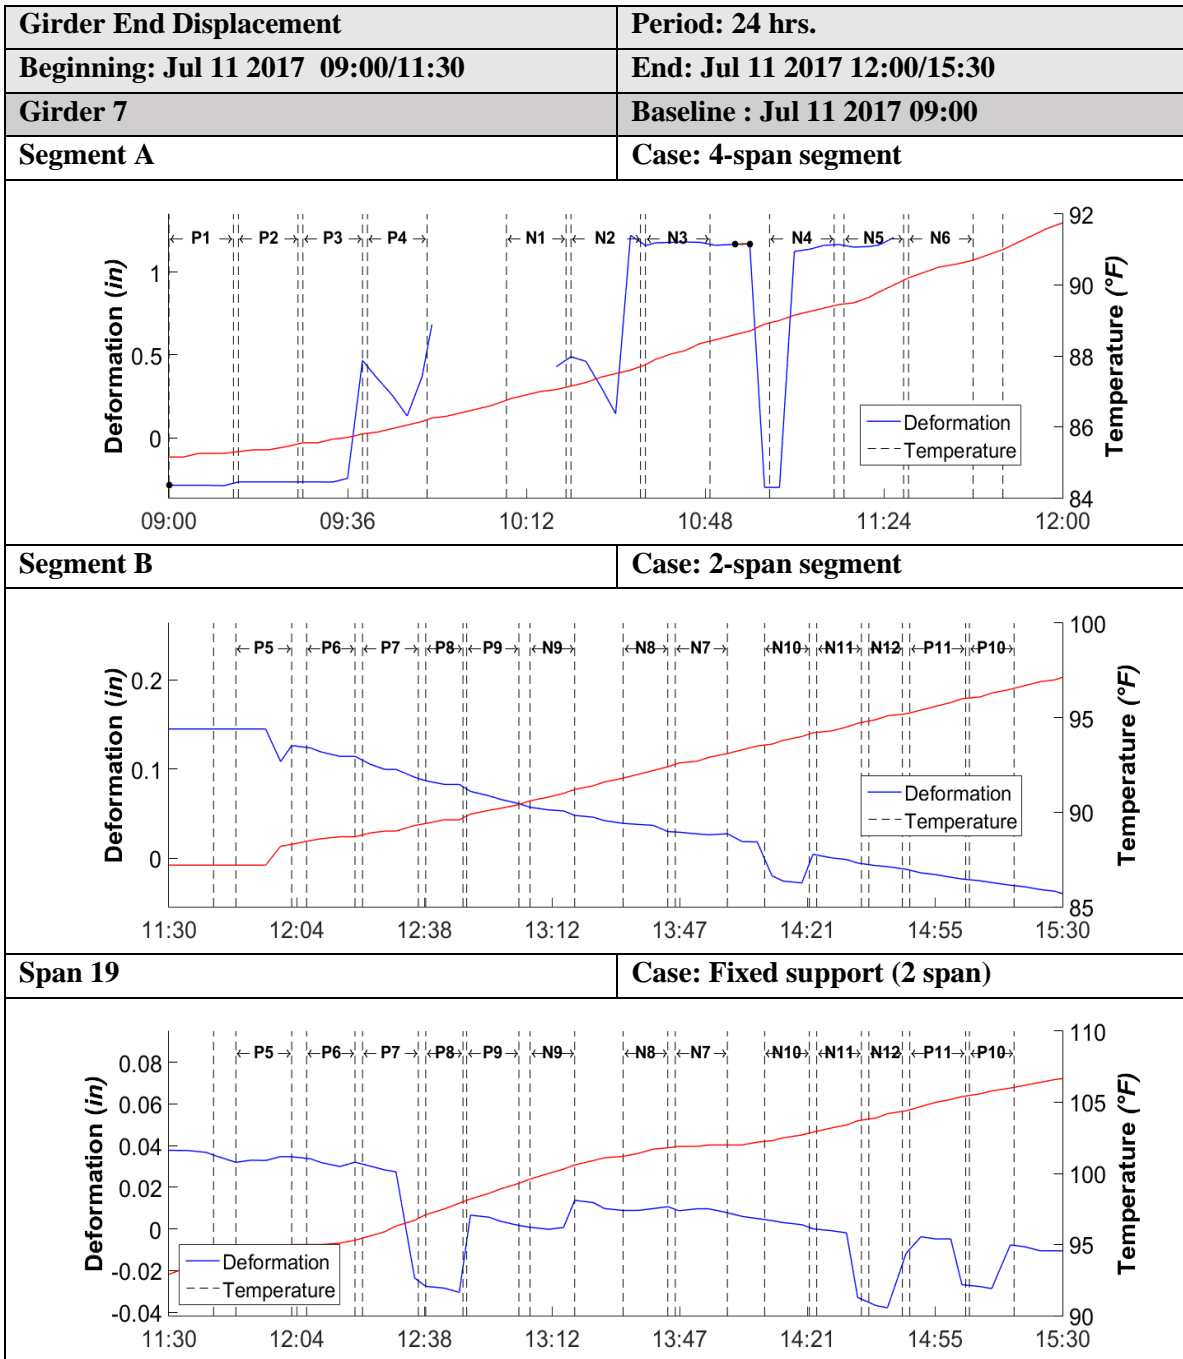 Girder End Displacement Period: 24 hrs.
Beginning: Jul 11 2017 09:00/11:30 End: Jul 11 2017 12:00/15:30
Girder 7 Baseline : Jul 11 2017 09:00
Segment A Case: 4-span segment
Deformation (in)
1
0.5
0
P1 P2 P3 P4 N1 N2 N3 N4 N5 N6
Deformation
Temperature
92
90
88
86
84
Temperature (°F)
09:00 09:36 10:12 10:48 11:24 12:00
Segment B Case: 2-span segment
Deformation (in)
0.2
0.1
0
P5 P6 P7 P8 P9 N9 N8 N7 N10 N11 N12 P11 P10
Deformation
Temperature
100
95
90
85
Temperature (°F)
11:30 12:04 12:38 13:12 13:47 14:21 14:55 15:30
Span 19 Case: Fixed support (2 span)
Deformation (in)
0.08
0.06
0.04
0.02
0
-0.02
-0.04
P5 P6 P7 P8 P9 N9 N8 N7 N10 N11 N12 P11 P10
Deformation
Temperature
110
105
100
95
90
Temperature (°F)
11:30 12:04 12:38 13:12 13:47 14:21 14:55 15:30